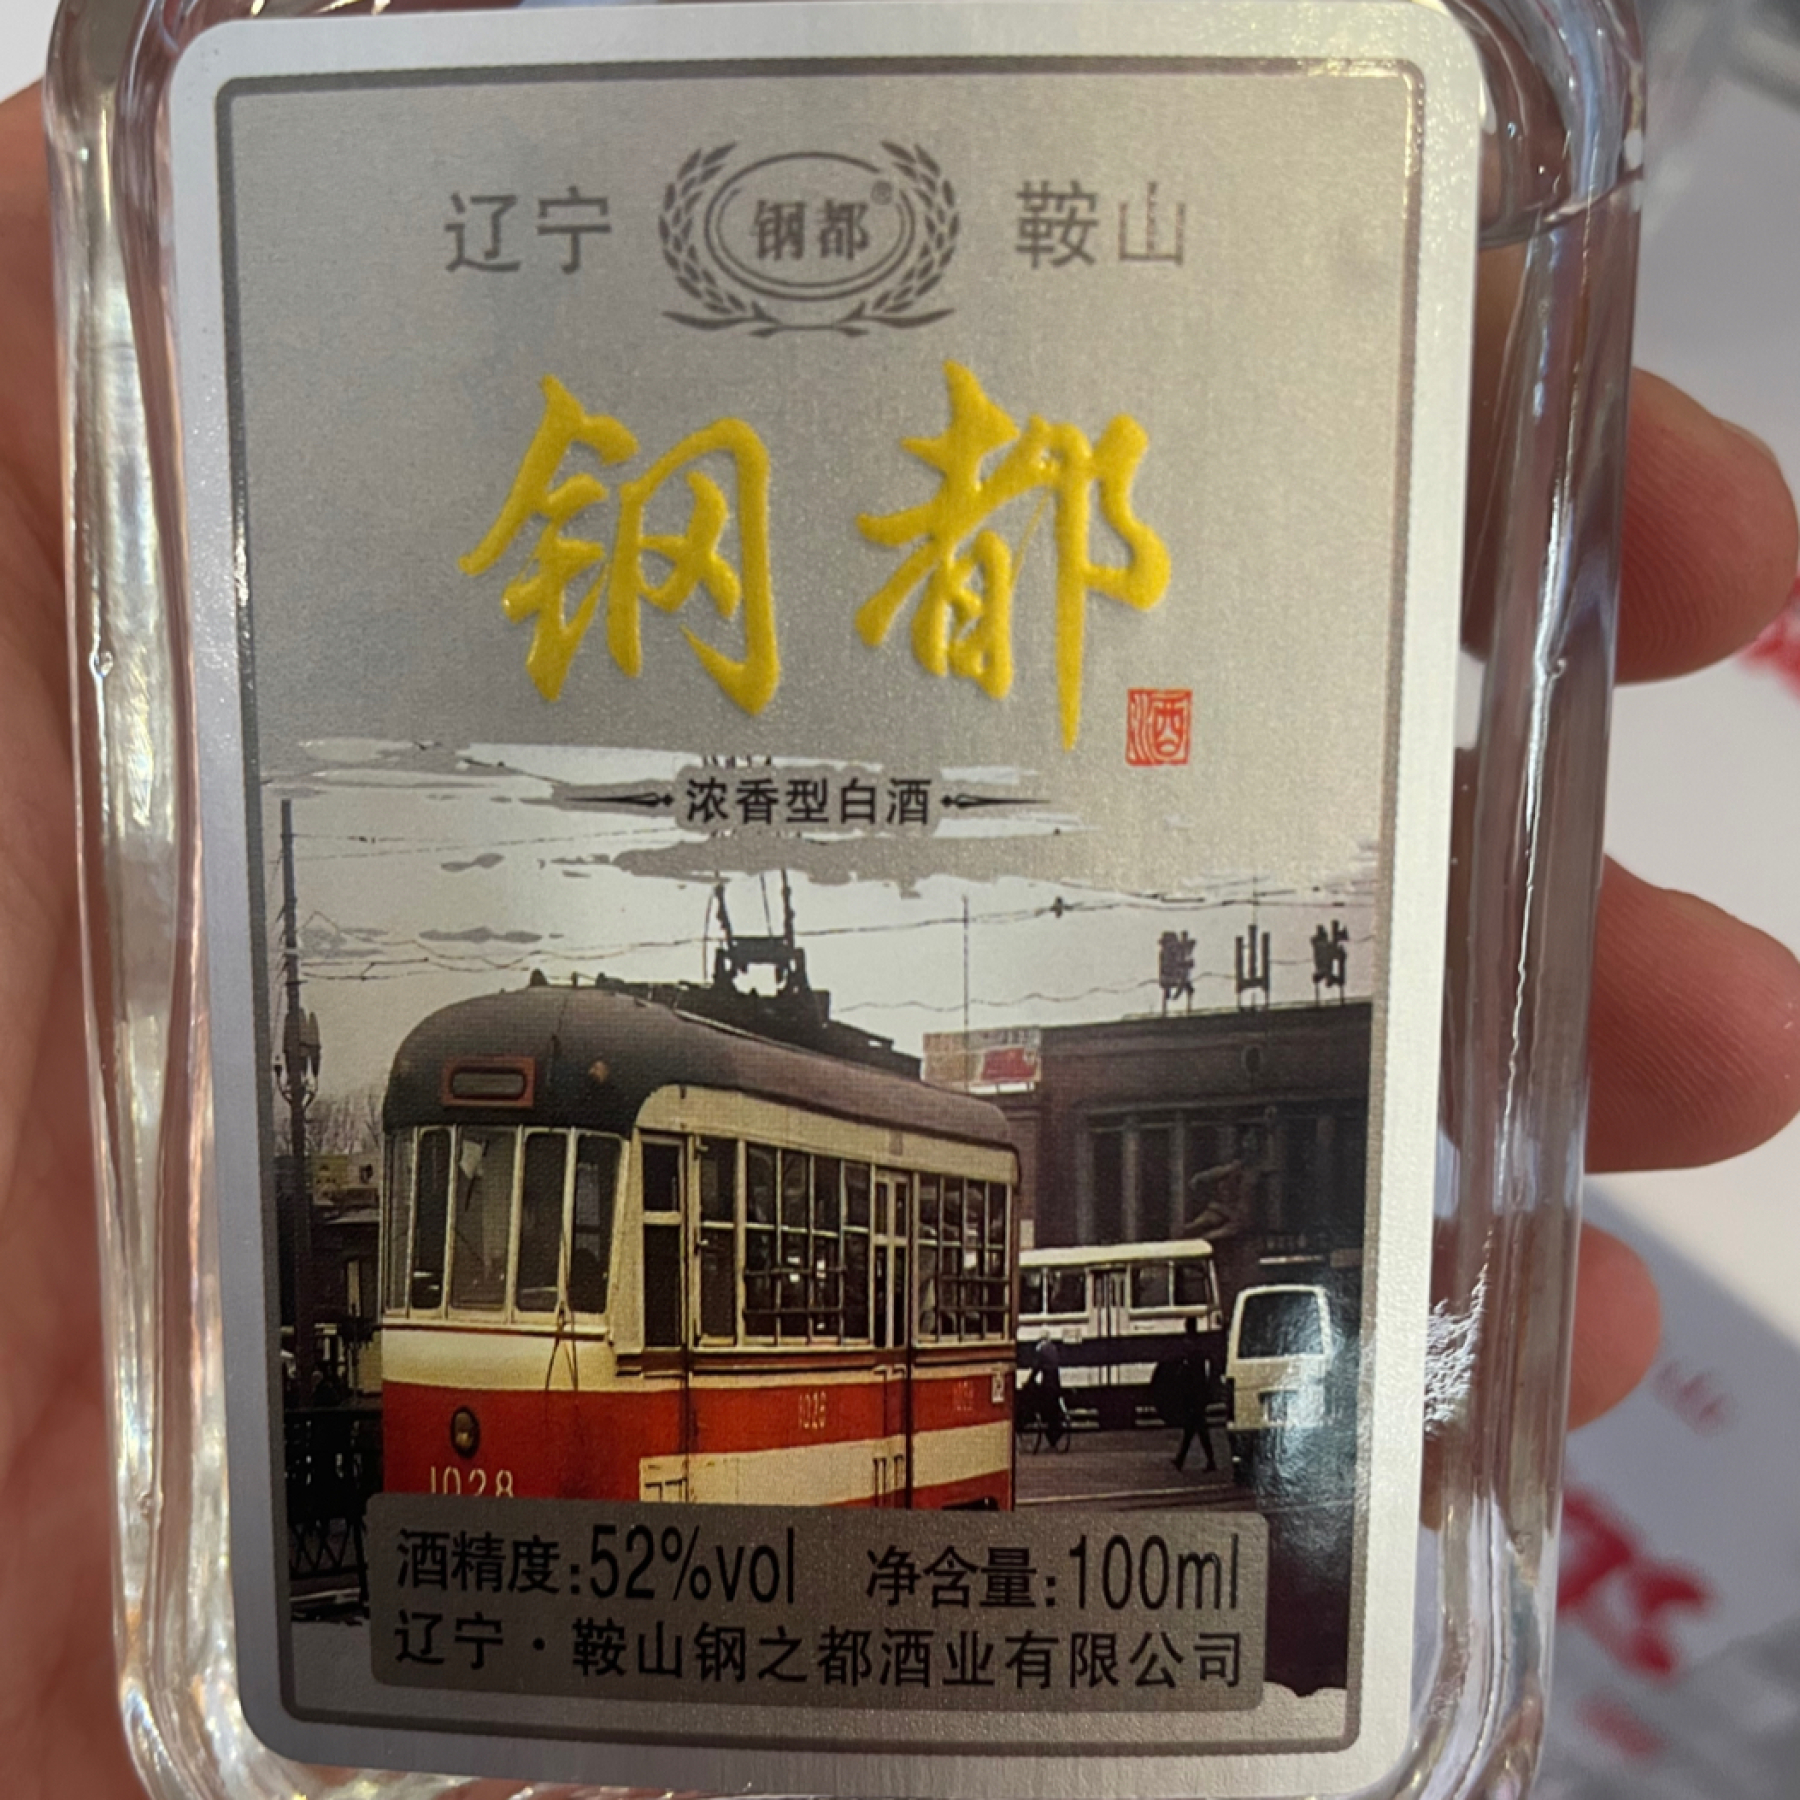 辽宁 钢都® 鞍山
钢都
酒
浓香型白酒
鞍山站
1028
1028
酒精度:52%vol 净含量:100ml
辽宁·鞍山钢之都酒业有限公司